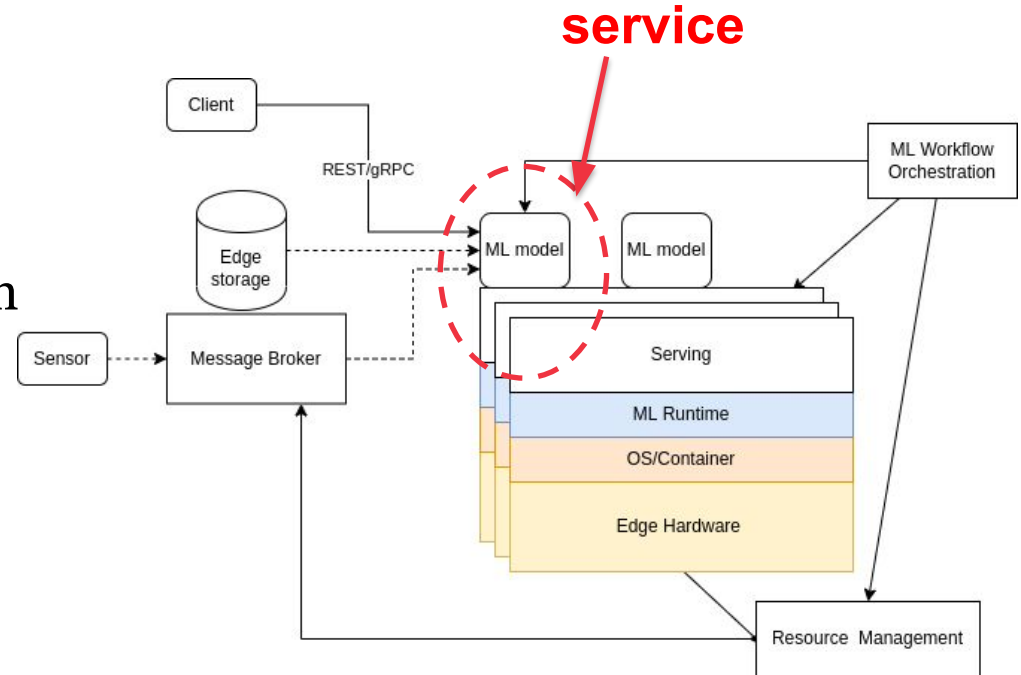 service
Client
ML Workflow
Orchestration
REST/gRPC
Edge
storage
ML model
ML model
n
Sensor
Message Broker
Serving
ML Runtime
OS/Container
Edge Hardware
Resource Management